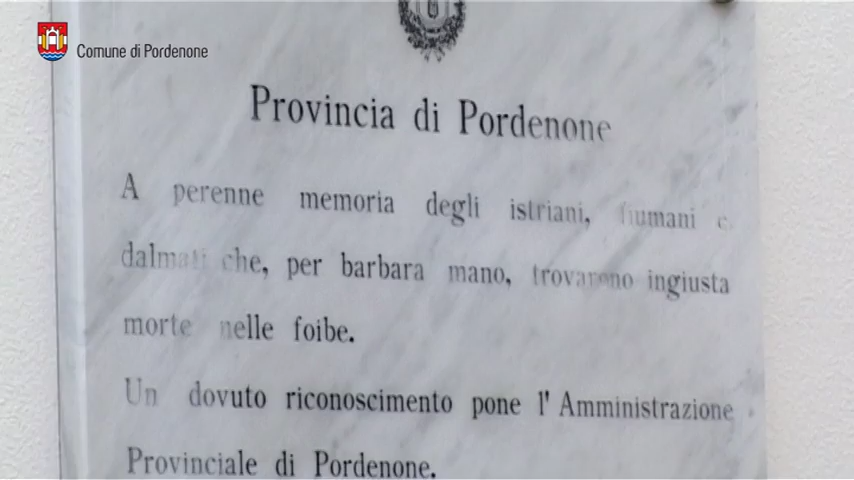 Comune di Pordenone
Provincia di Pordenone
A perenne memoria degli istriani, fiumani e
dalmati che, per barbara mano, trovarono ingiusta
morte nelle foibe.
Un dovuto riconoscimento pone l'Amministrazione
Provinciale di Pordenone.